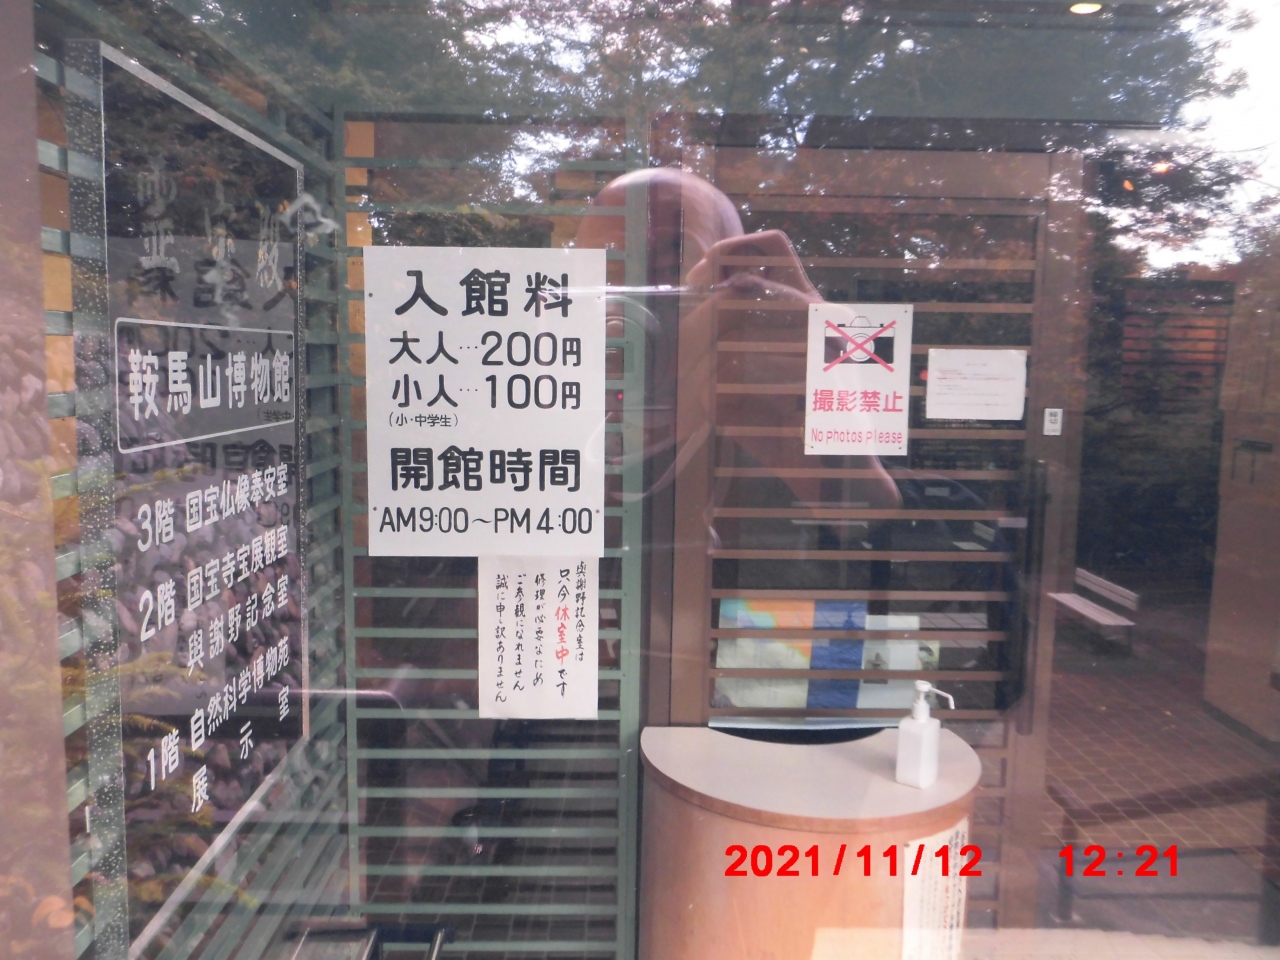 鞍馬山博物館
3階 国宝仏像奉安室
2階 国宝寺宝展観室
與謝野記念室
1階 自然科学博物苑
展示室
入館料
大人…200円
小人…100円
(小・中学生)
開館時間
AM9:00～PM4:00
與謝野記念室は
只今休室中です
修理が必要なため
ご参観になれません
誠に申し訳ありません
撮影禁止
No Photos Please
2021/11/12 12:21